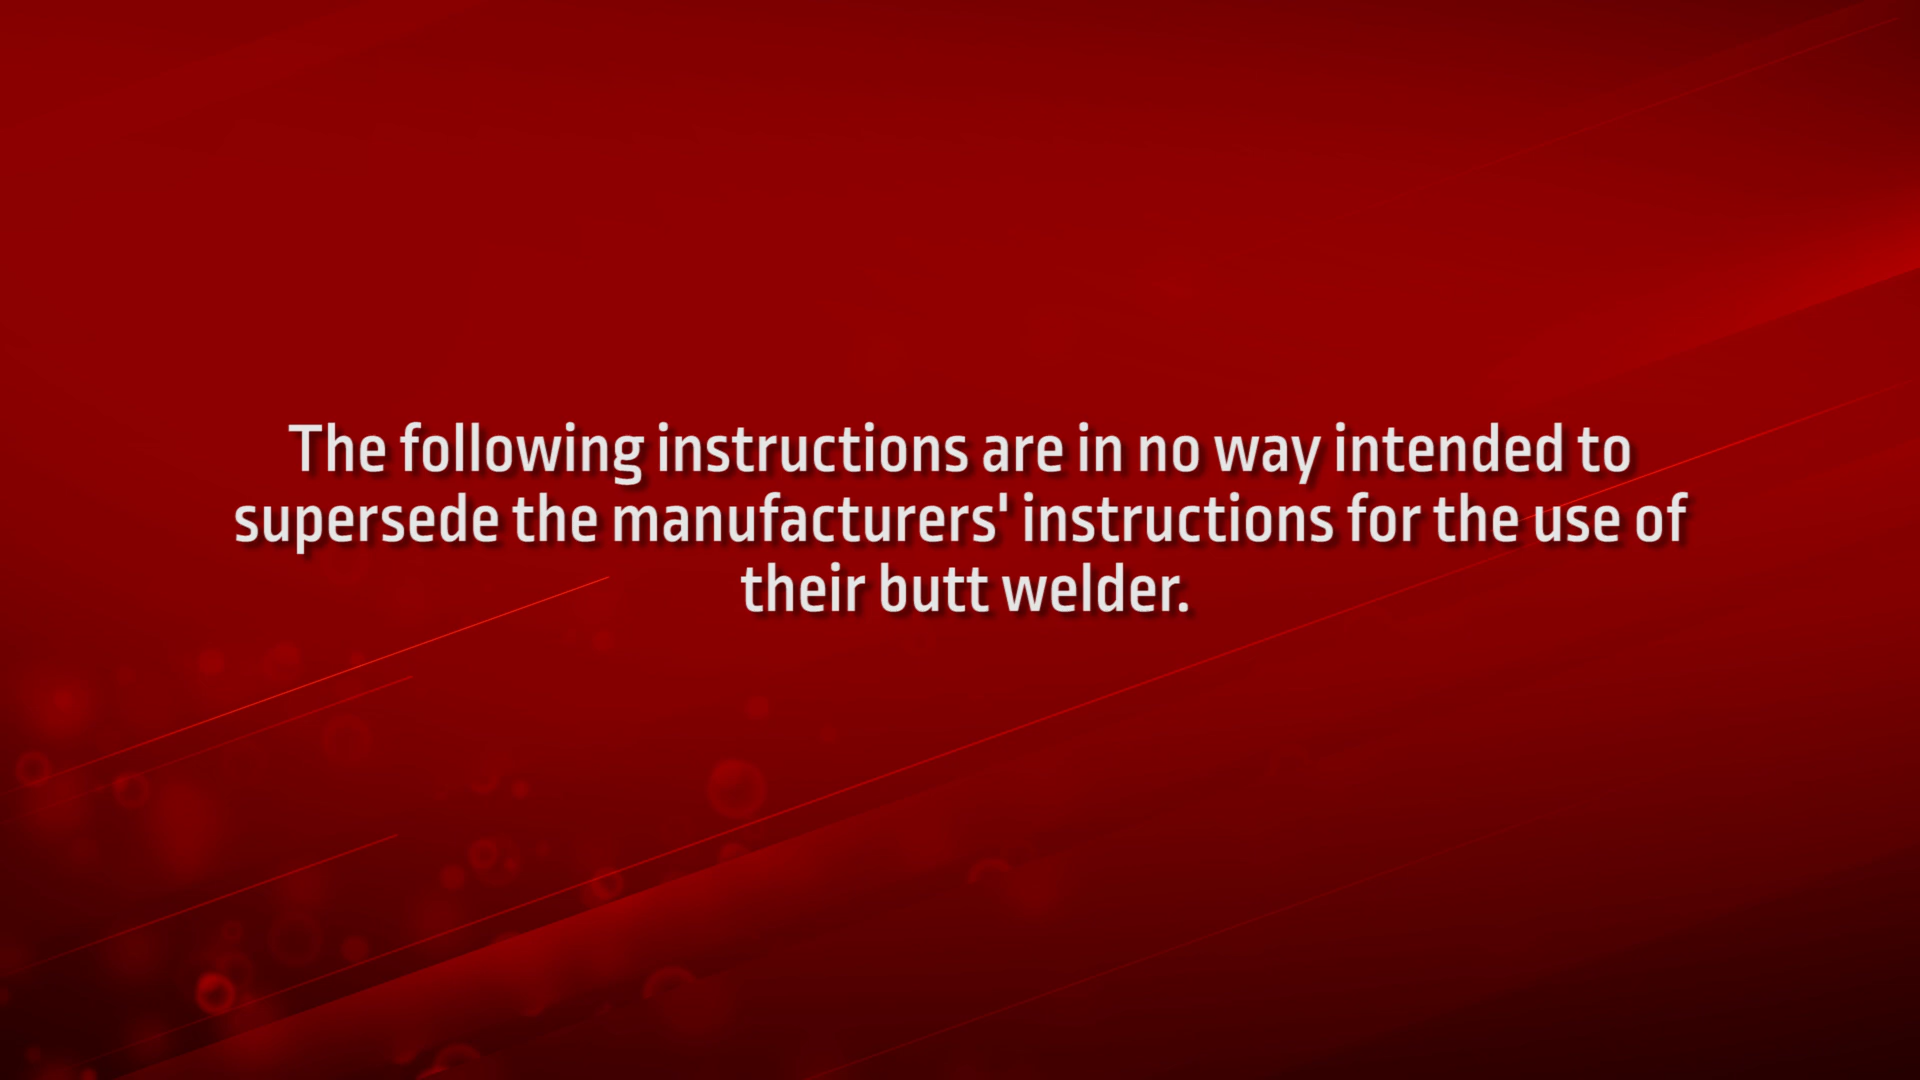 The following instructions are in no way intended to
supersede the manufacturers' instructions for the use of
their butt welder.